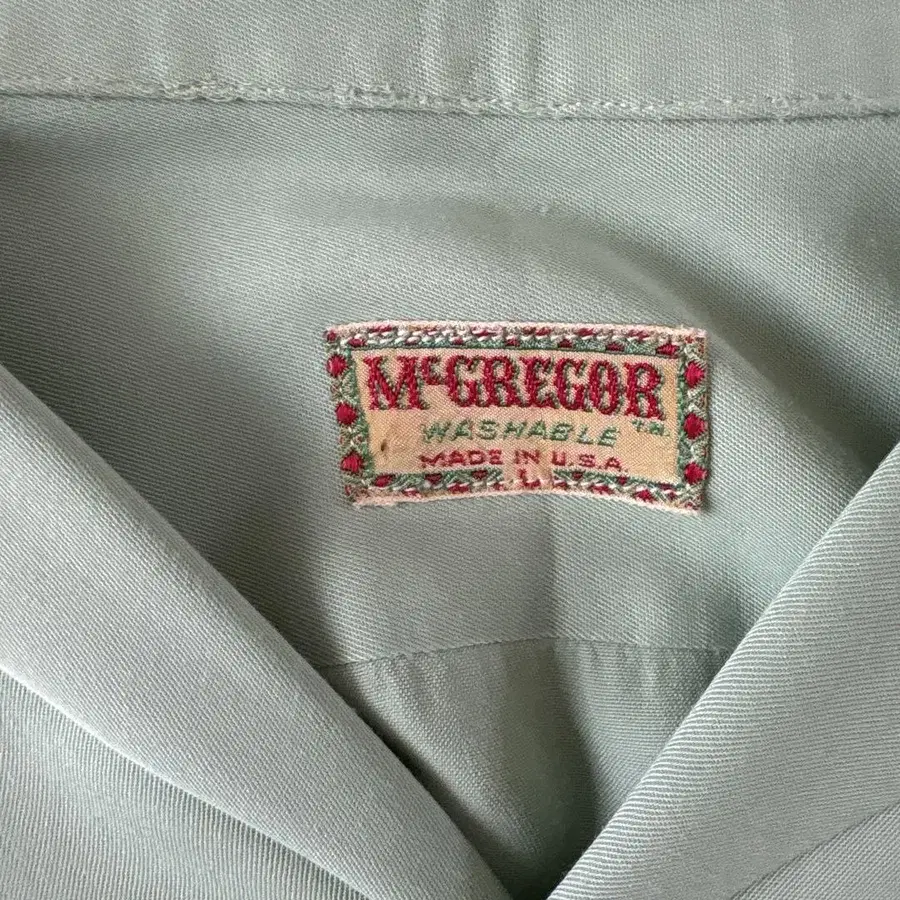 McGREGOR
T.M.
WASHABLE
MADE IN U.S.A.
L